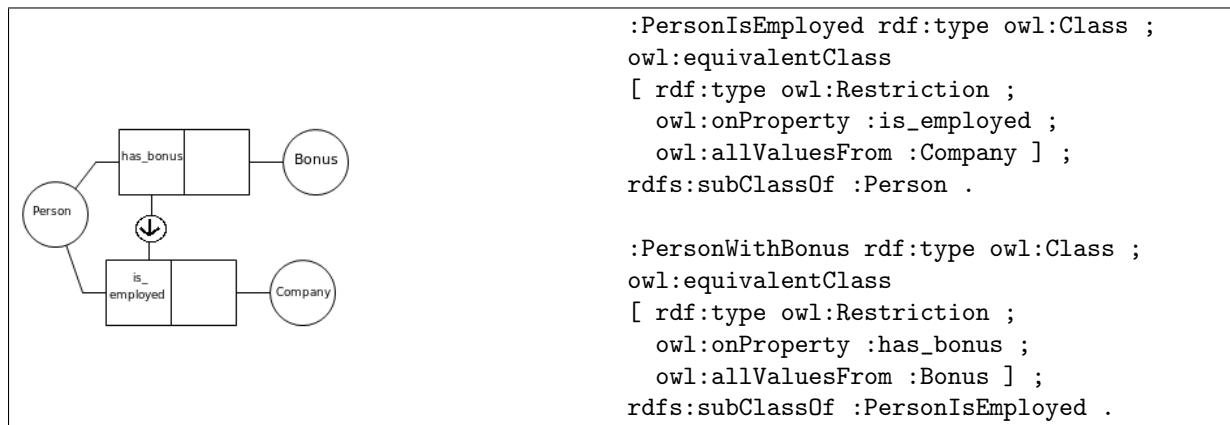 has_bonus
Bonus
Person
is_
employed
Company
:PersonIsEmployed rdf:type owl:Class ;
owl:equivalentClass
[ rdf:type owl:Restriction ;
owl:onProperty :is_employed ;
owl:allValuesFrom :Company ] ;
rdfs:subClassOf :Person .
:PersonWithBonus rdf:type owl:Class ;
owl:equivalentClass
[ rdf:type owl:Restriction ;
owl:onProperty :has_bonus ;
owl:allValuesFrom :Bonus ] ;
rdfs:subClassOf :PersonIsEmployed .